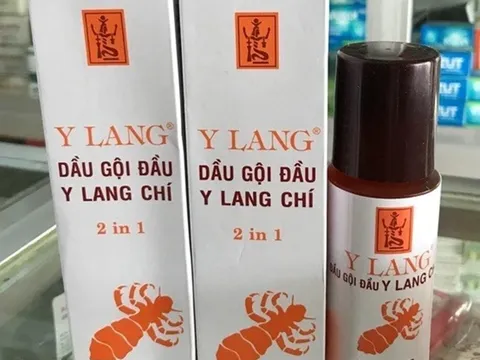 Y LANG®
DẦU GỘI ĐẦU
Y LANG CHÍ
2 in 1
Y LANG®
DẦU GỘI ĐẦU
Y LANG CHÍ
2 in 1
Y LANG®
DẦU GỘI ĐẦU Y LANG CHÍ